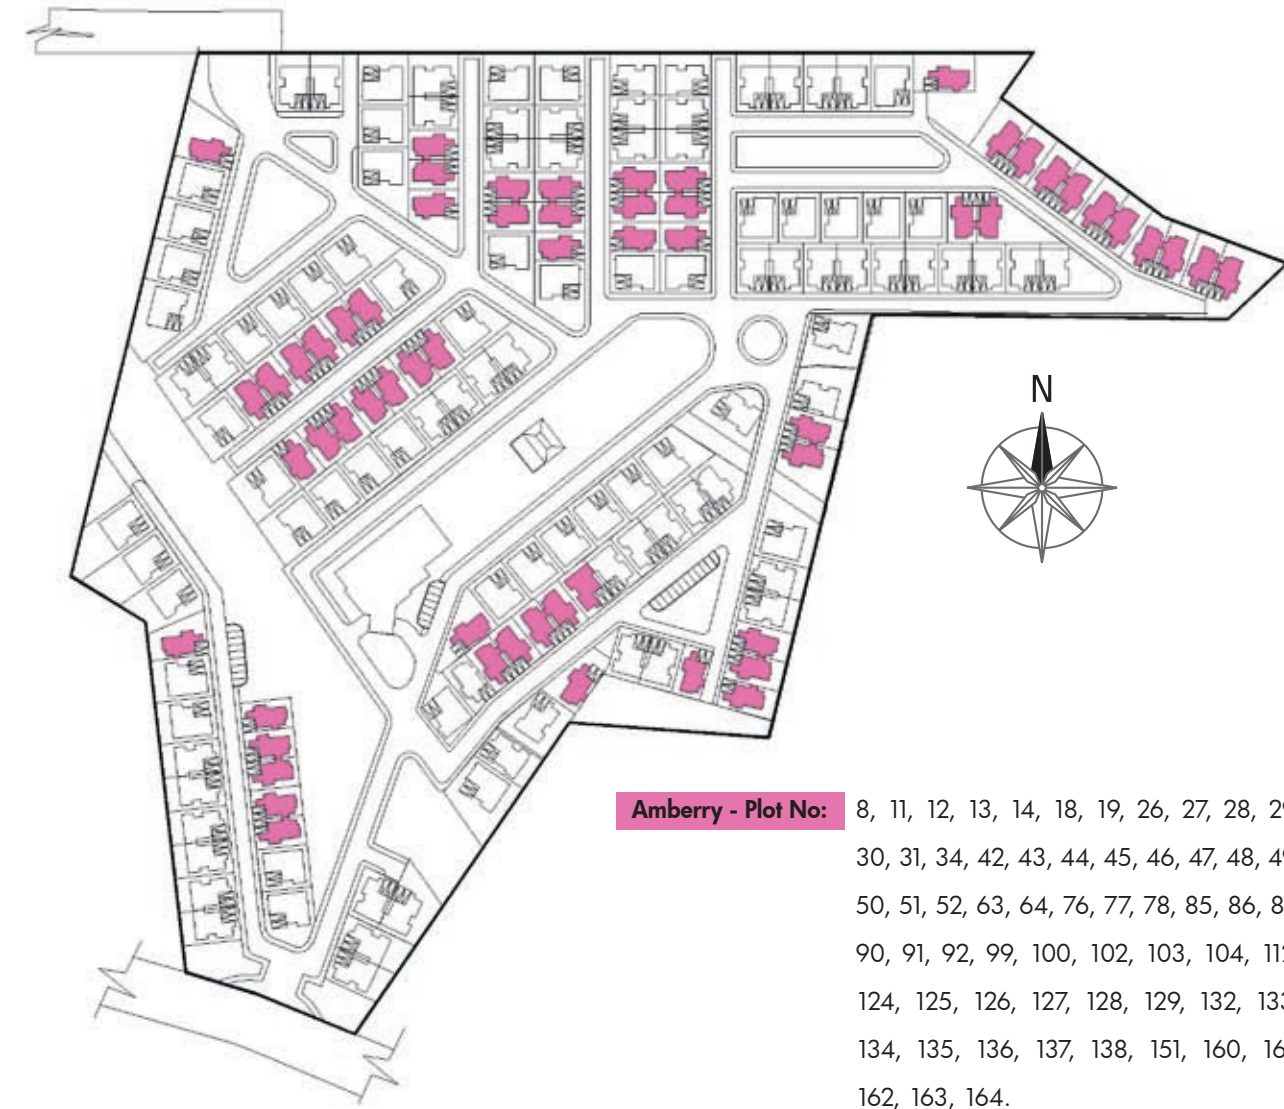 N
Amberry - Plot No: 8, 11, 12, 13, 14, 18, 19, 26, 27, 28,
30, 31, 34, 42, 43, 44, 45, 46, 47, 48,
50, 51, 52, 63, 64, 76, 77, 78, 85, 86,
90, 91, 92, 99, 100, 102, 103, 104,
124, 125, 126, 127, 128, 129, 132,
134, 135, 136, 137, 138, 151, 160,
162, 163, 164.